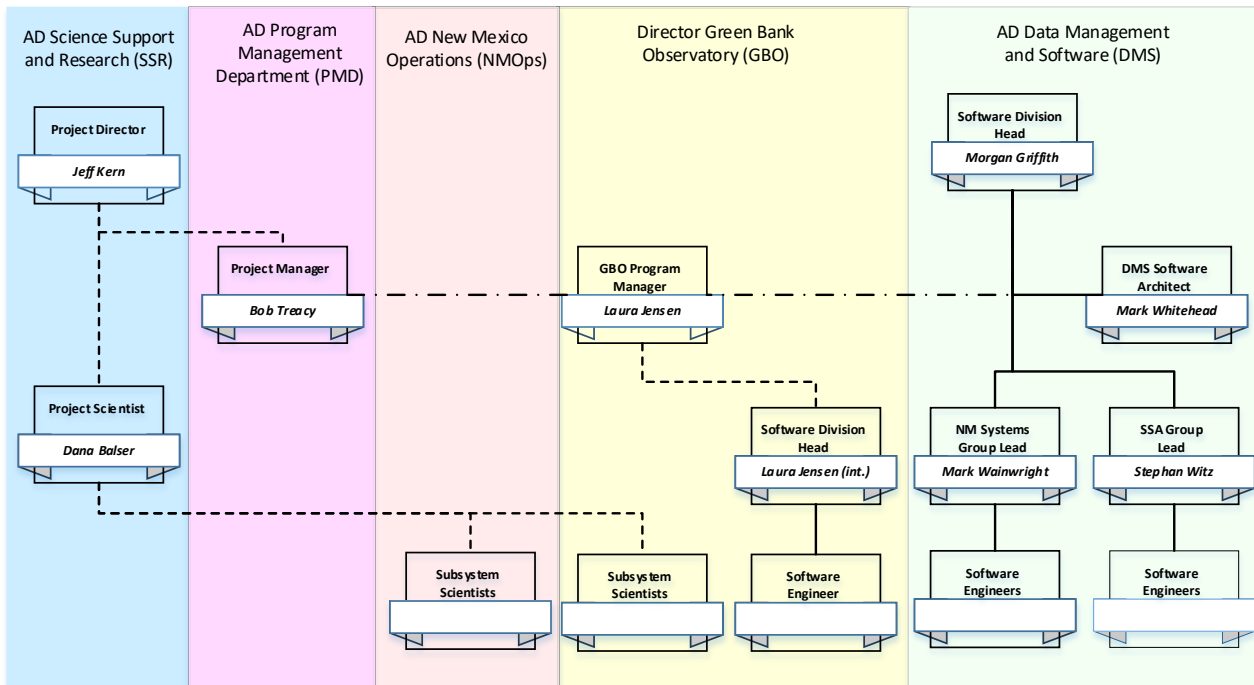 AD Science Support
and Research (SSR)
AD Program
Management
Department (PMD)
AD New Mexico
Operations (NMOps)
Director Green Bank
Observatory (GBO)
AD Data Management
and Software (DMS)
Project Director
Jeff Kern
Software Division
Head
Morgan Griffith
Project Manager
Bob Treacy
GBO Program
Manager
Laura Jensen
DMS Software
Architect
Mark Whitehead
Project Scientist
Dana Balser
Software Division
Head
Laura Jensen (int.)
NM Systems
Group Lead
Mark Wainwright
SSA Group
Lead
Stephan Witz
Subsystem
Scientists
Subsystem
Scientists
Software
Engineer
Software
Engineers
Software
Engineers